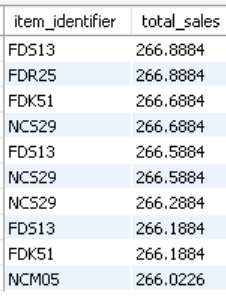 item_identifier total_sales
FDS13 266.8884
FDR25 266.8884
FDK51 266.6884
NCS29 266.6884
FDS13 266.5884
NCS29 266.5884
NCS29 266.2884
FDS13 266.1884
FDK51 266.1884
NCM05 266.0226